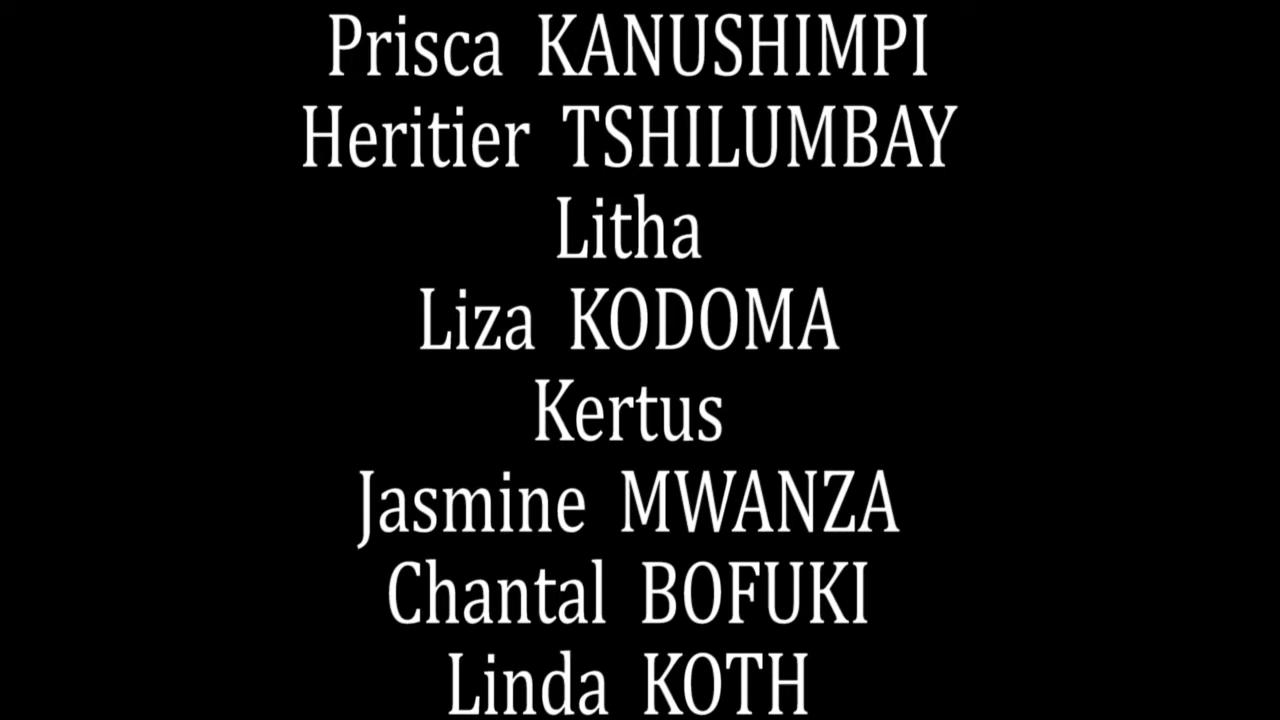 Prisca KANUSHIMPI
Heritier TSHILUMBAY
Litha
Liza KODOMA
Kertus
Jasmine MWANZA
Chantal BOFUKI
Linda KOTH